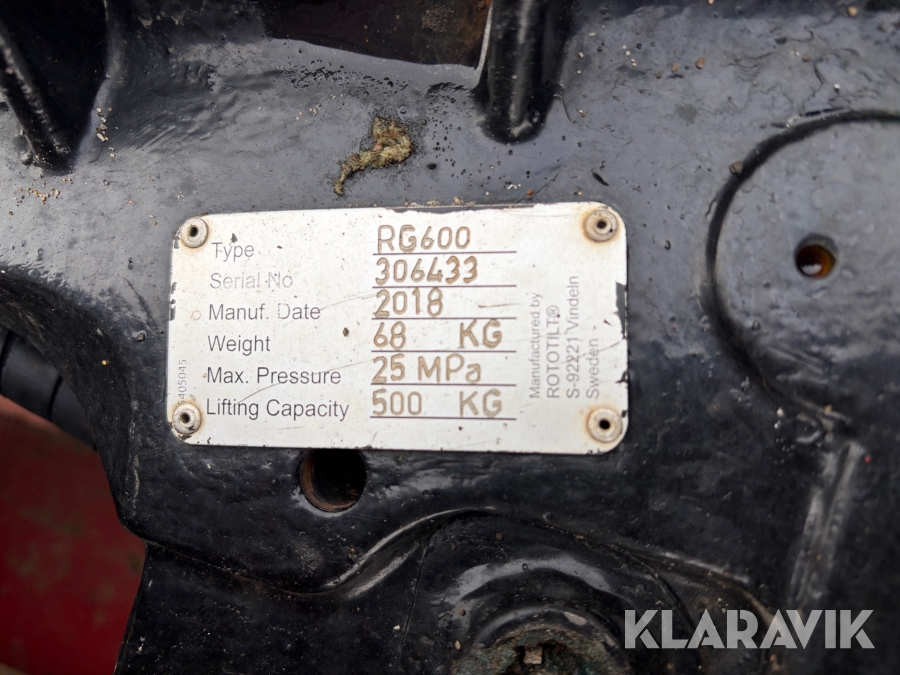 Type RG600
Serial No 306433
Manuf. Date 2018
Weight 68 KG
Max. Pressure 25 MPa
Lifting Capacity 500 KG
Manufactured by
ROTOTILT®
S-92221 Vindeln
Sweden
5405045
KLARAVIK